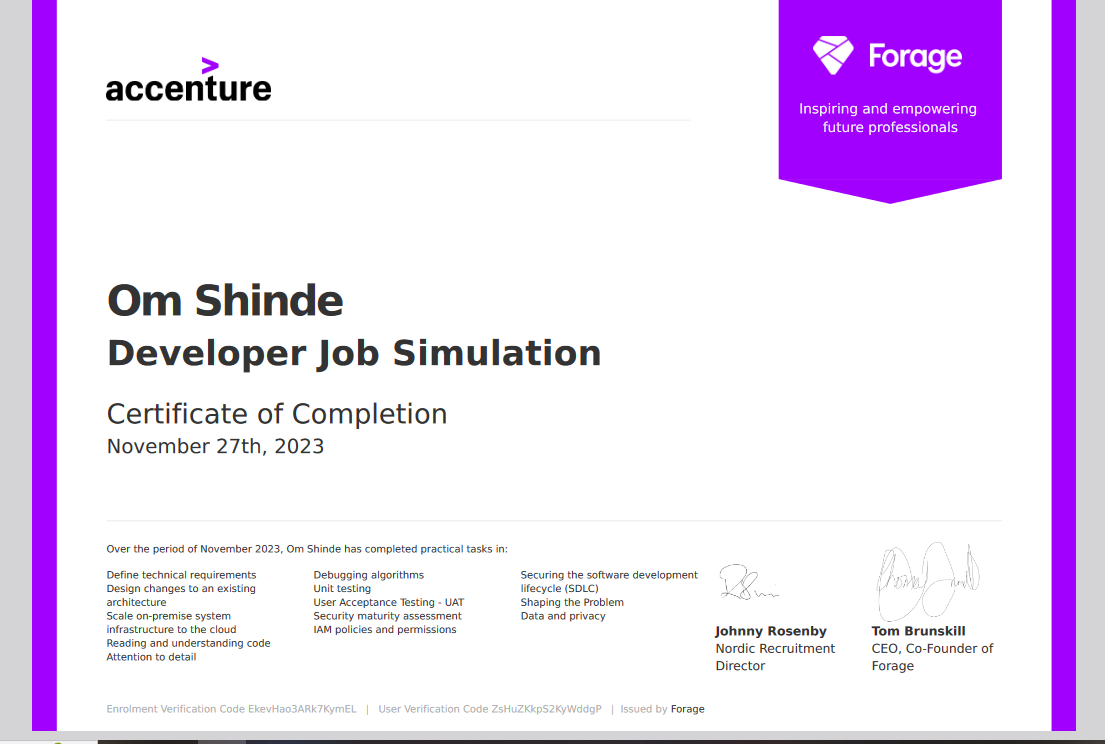 accenture
Forage
Inspiring and empowering
future professionals
Om Shinde
Developer Job Simulation
Certificate of Completion
November 27th, 2023
Over the period of November 2023, Om Shinde has completed practical tasks in:
Define technical requirements
Design changes to an existing
architecture
Scale on-premise system
infrastructure to the cloud
Reading and understanding code
Attention to detail
Debugging algorithms
Unit testing
User Acceptance Testing - UAT
Security maturity assessment
IAM policies and permissions
Securing the software development
lifecycle (SDLC)
Shaping the Problem
Data and privacy
Johnny Rosenby
Nordic Recruitment
Director
Tom Brunskill
CEO, Co-Founder of
Forage
Enrolment Verification Code EkevHao3ARk7KymEL | User Verification Code ZsHuZKkpS2KyWddgP | Issued by Forage